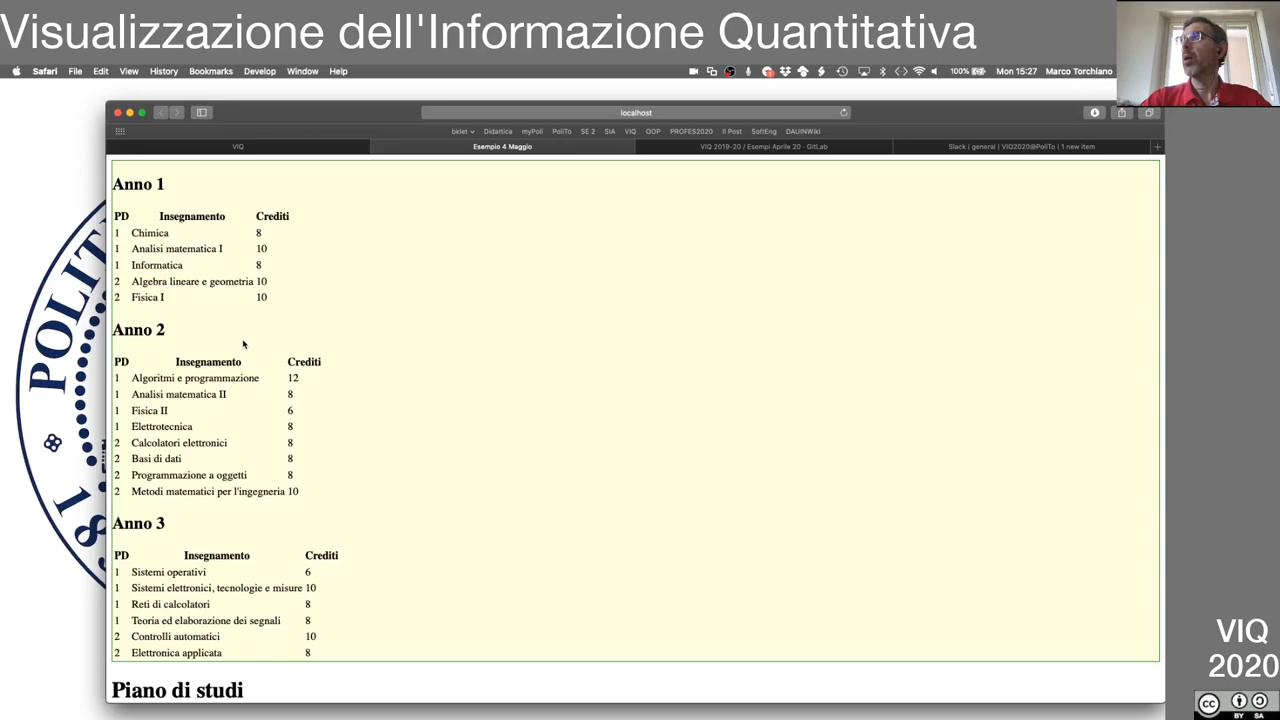 Visualizzazione dell'Informazione Quantitativa
Safari File Edit View History Bookmarks Develop Window Help 100% Mon 15:27 Marco Torchiano
localhost
bklet Didattica myPoli PoliTo SE 2 SIA VIQ OOP PROFES2020 Il Post SoftEng DAUINWiki
VIQ Esempio 4 Maggio VIQ 2019-20 / Esempi Aprile 20 · GitLab Slack | general | VIQ2020@PoliTo | 1 new item
Anno 1
PD Insegnamento Crediti
1 Chimica 8
1 Analisi matematica I 10
1 Informatica 8
2 Algebra lineare e geometria 10
2 Fisica I 10
Anno 2
PD Insegnamento Crediti
1 Algoritmi e programmazione 12
1 Analisi matematica II 8
1 Fisica II 6
1 Elettrotecnica 8
2 Calcolatori elettronici 8
2 Basi di dati 8
2 Programmazione a oggetti 8
2 Metodi matematici per l'ingegneria 10
Anno 3
PD Insegnamento Crediti
1 Sistemi operativi 6
1 Sistemi elettronici, tecnologie e misure 10
1 Reti di calcolatori 8
1 Teoria ed elaborazione dei segnali 8
2 Controlli automatici 10
2 Elettronica applicata 8
Piano di studi
POLIT
18
VIQ
2020
cc
BY SA